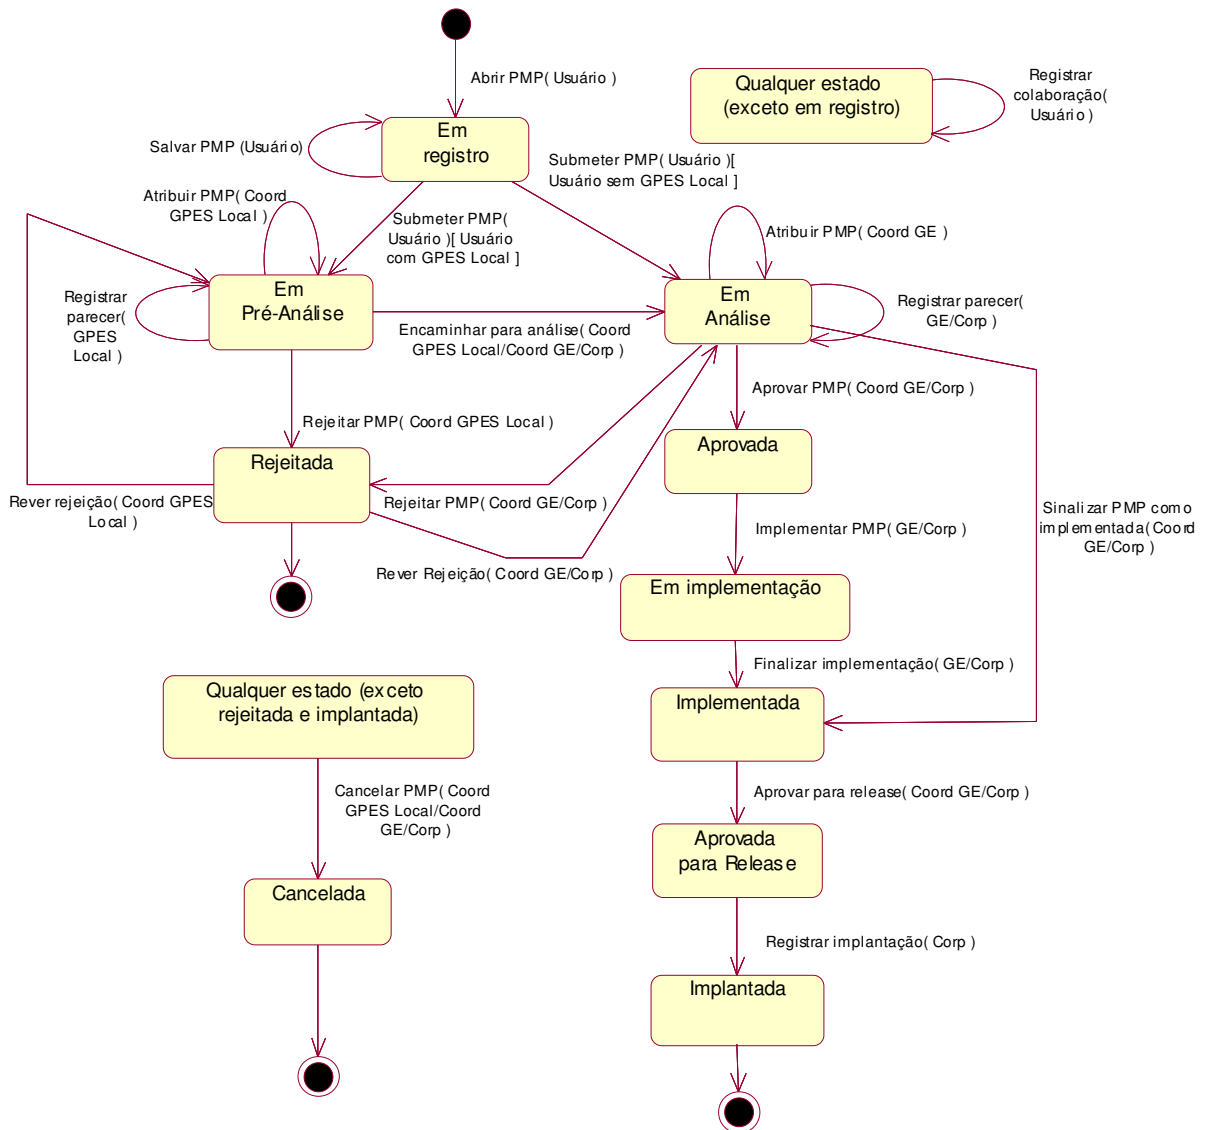 Abrir PMP( Usuário )
Qualquer estado
(exceto em registro)
Registrar
colaboração(
Usuário )
Em
registro
Salvar PMP (Usuário)
Submeter PMP( Usuário )[
Usuário sem GPES Local ]
Atribuir PMP( Coord
GPES Local )
Submeter PMP(
Usuário )[ Usuário
com GPES Local ]
Atribuir PMP( Coord GE )
Em
Pré-Análise
Registrar
parecer(
GPES
Local )
Em
Análise
Registrar parecer(
GE/Corp )
Encaminhar para análise( Coord
GPES Local/Coord GE/Corp )
Aprovar PMP( Coord GE/Corp )
Rejeitar PMP( Coord GPES Local )
Aprovada
Rejeitada
Rever rejeição( Coord GPES
Local )
Rejeitar PMP( Coord GE/Corp )
Sinalizar PMP como
implementada( Coord
GE/Corp )
Implementar PMP( GE/Corp )
Rever Rejeição( Coord GE/Corp )
Em implementação
Finalizar implementação( GE/Corp )
Qualquer estado (exceto
rejeitada e implantada)
Implementada
Cancelar PMP( Coord
GPES Local/Coord
GE/Corp )
Aprovar para release( Coord GE/Corp )
Aprovada
para Release
Cancelada
Registrar implantação( Corp )
Implantada